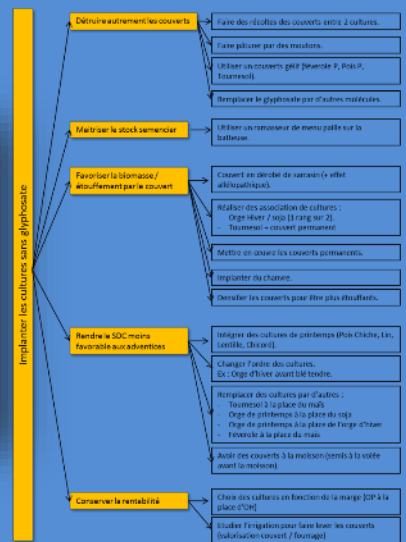 Implanter les cultures sans glyphosate
Détruire autrement les couverts
Faire des récoltes des couverts entre 2 cultures.
Faire pâturer par des moutons.
Utiliser un couverts gélif (féverole P, Pois P,
Tournesol).
Remplacer le glyphosate par d'autres molécules.
Maitriser le stock semencier
Utiliser un ramasseur de menu paille sur la
batteuse.
Favoriser la biomasse /
étouffement par le couvert
Couvert en dérobé de sarrasin (+ effet
allélopathique).
Réaliser des association de cultures :
- Orge Hiver / soja (3 rang sur 2).
- Tournesol + couvert permanent
Mettre en œuvre les couverts permanents.
Implanter du chanvre.
Densifier les couverts pour être plus étouffants.
Rendre le SDC moins
favorable aux adventices
Intégrer des cultures de printemps (Pois Chiche, Lin,
Lentille, Chicord).
Changer l'ordre des cultures.
Ex : Orge d'hiver avant blé tendre.
Remplacer des cultures par d'autres :
- Tournesol à la place du maïs
- Orge de printemps à la place du soja
- Orge de printemps à la place de l'orge d'hiver
- Féverole à la place du maïs
Avoir des couverts à la moisson (semis à la volée
avant la moisson).
Conserver la rentabilité
Choix des cultures en fonction de la marge (OP à la
place d'OH)
Etudier l'irrigation pour faire lever les couverts
(valorisation couvert / fourrage)